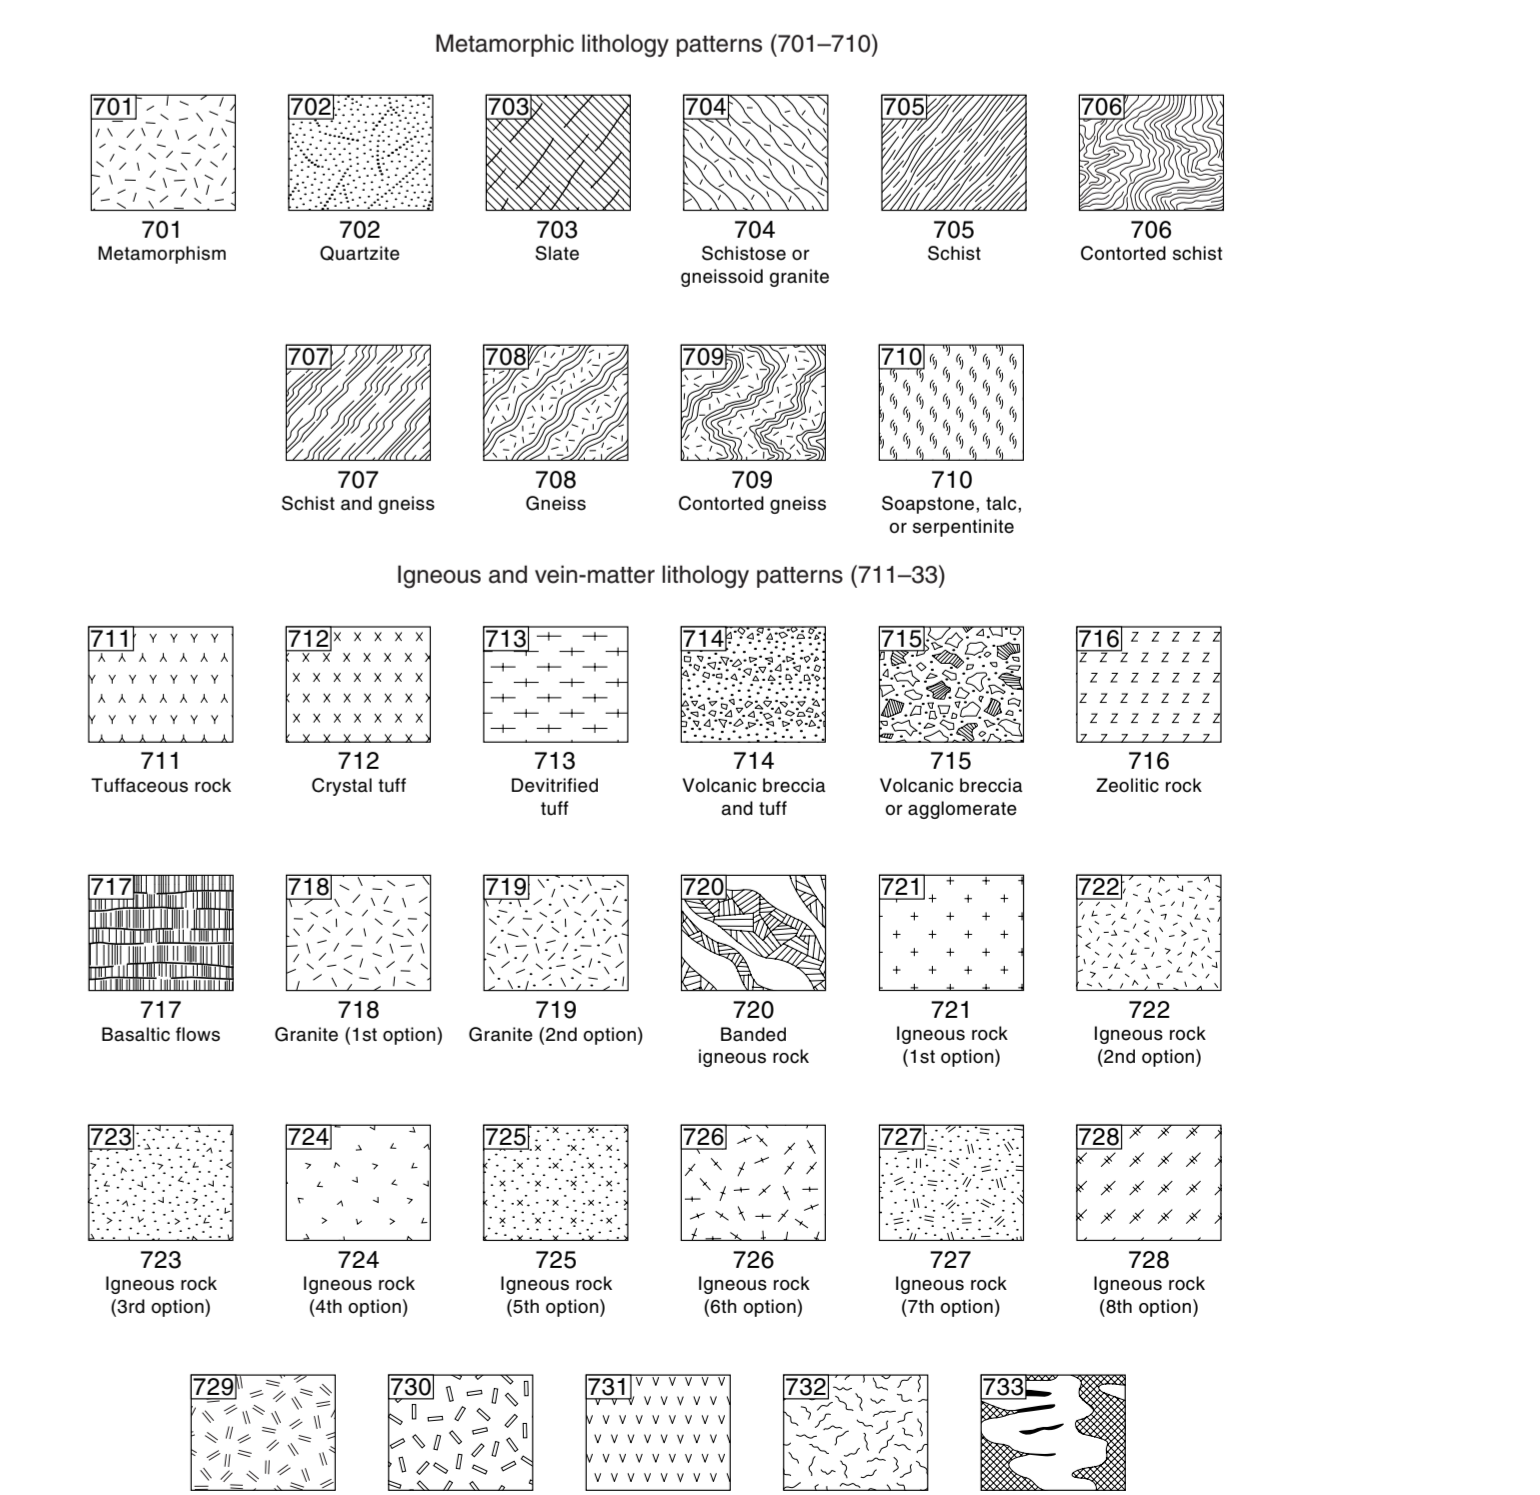 Metamorphic lithology patterns (701–710)
701 702 703 704 705 706
701 702 703 704 705 706
Metamorphism Quartzite Slate Schistose or Schist Contorted schist
gneissoid granite
707 708 709 710
707 708 709 710
Schist and gneiss Gneiss Contorted gneiss Soapstone, talc,
or serpentinite
Igneous and vein-matter lithology patterns (711–33)
711 712 713 714 715 716
711 712 713 714 715 716
Tuffaceous rock Crystal tuff Devitrified Volcanic breccia Volcanic breccia Zeolitic rock
tuff and tuff or agglomerate
717 718 719 720 721 722
717 718 719 720 721 722
Basaltic flows Granite (1st option) Granite (2nd option) Banded Igneous rock Igneous rock
igneous rock (1st option) (2nd option)
723 724 725 726 727 728
723 724 725 726 727 728
Igneous rock Igneous rock Igneous rock Igneous rock Igneous rock Igneous rock
(3rd option) (4th option) (5th option) (6th option) (7th option) (8th option)
729 730 731 732 733